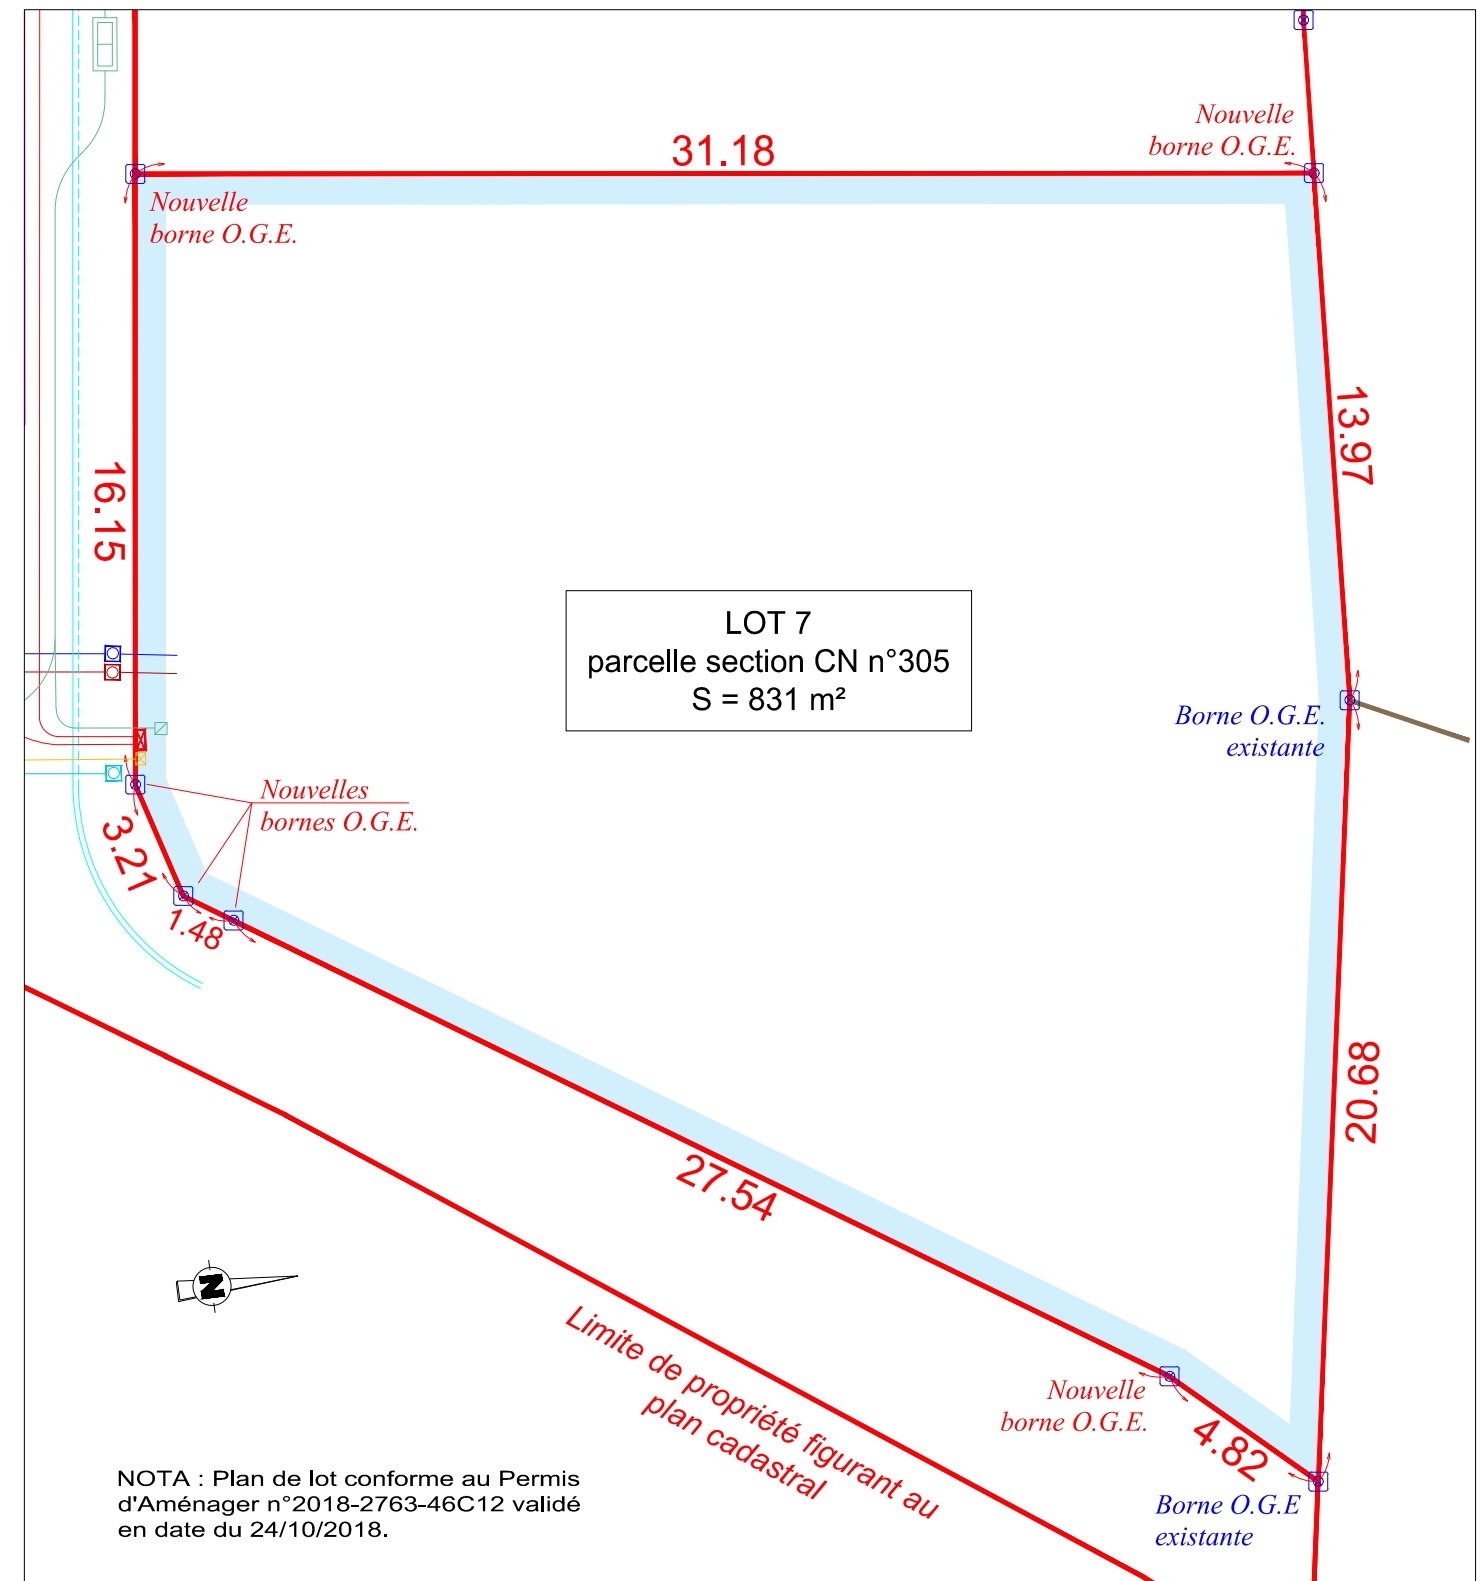 Nouvelle
borne O.G.E.
31.18
Nouvelle
borne O.G.E.
13.97
16.15
LOT 7
parcelle section CN n°305
S = 831 m²
Borne O.G.E.
existante
Nouvelles
bornes O.G.E.
3.21
1.48
20.68
27.54
N
Limite de propriété figurant au
plan cadastral
Nouvelle
borne O.G.E.
4.82
Borne O.G.E
existante
NOTA : Plan de lot conforme au Permis
d'Aménager n°2018-2763-46C12 validé
en date du 24/10/2018.